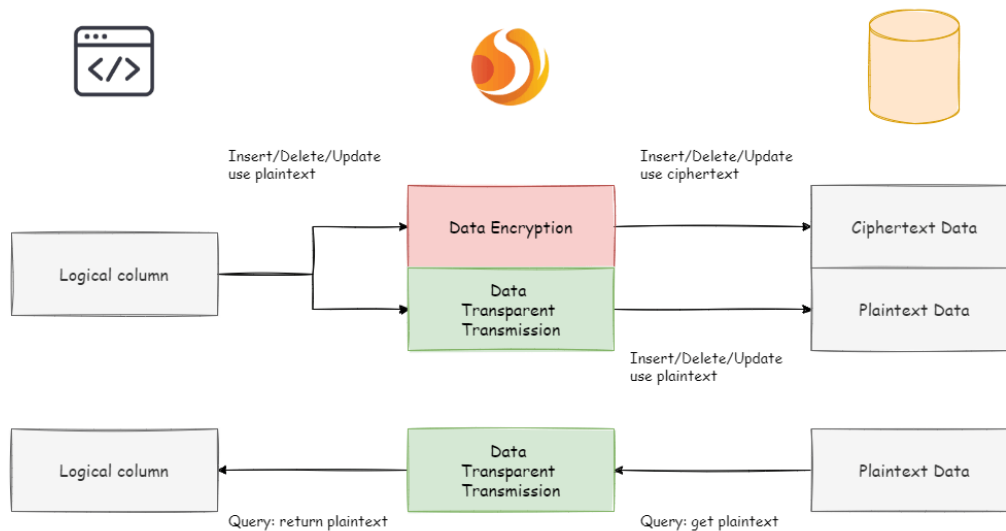 Insert/Delete/Update
use plaintext
Insert/Delete/Update
use ciphertext
Logical column
Data Encryption
Ciphertext Data
Data
Transparent
Transmission
Plaintext Data
Insert/Delete/Update
use plaintext
Logical column
Data
Transparent
Transmission
Plaintext Data
Query: return plaintext
Query: get plaintext